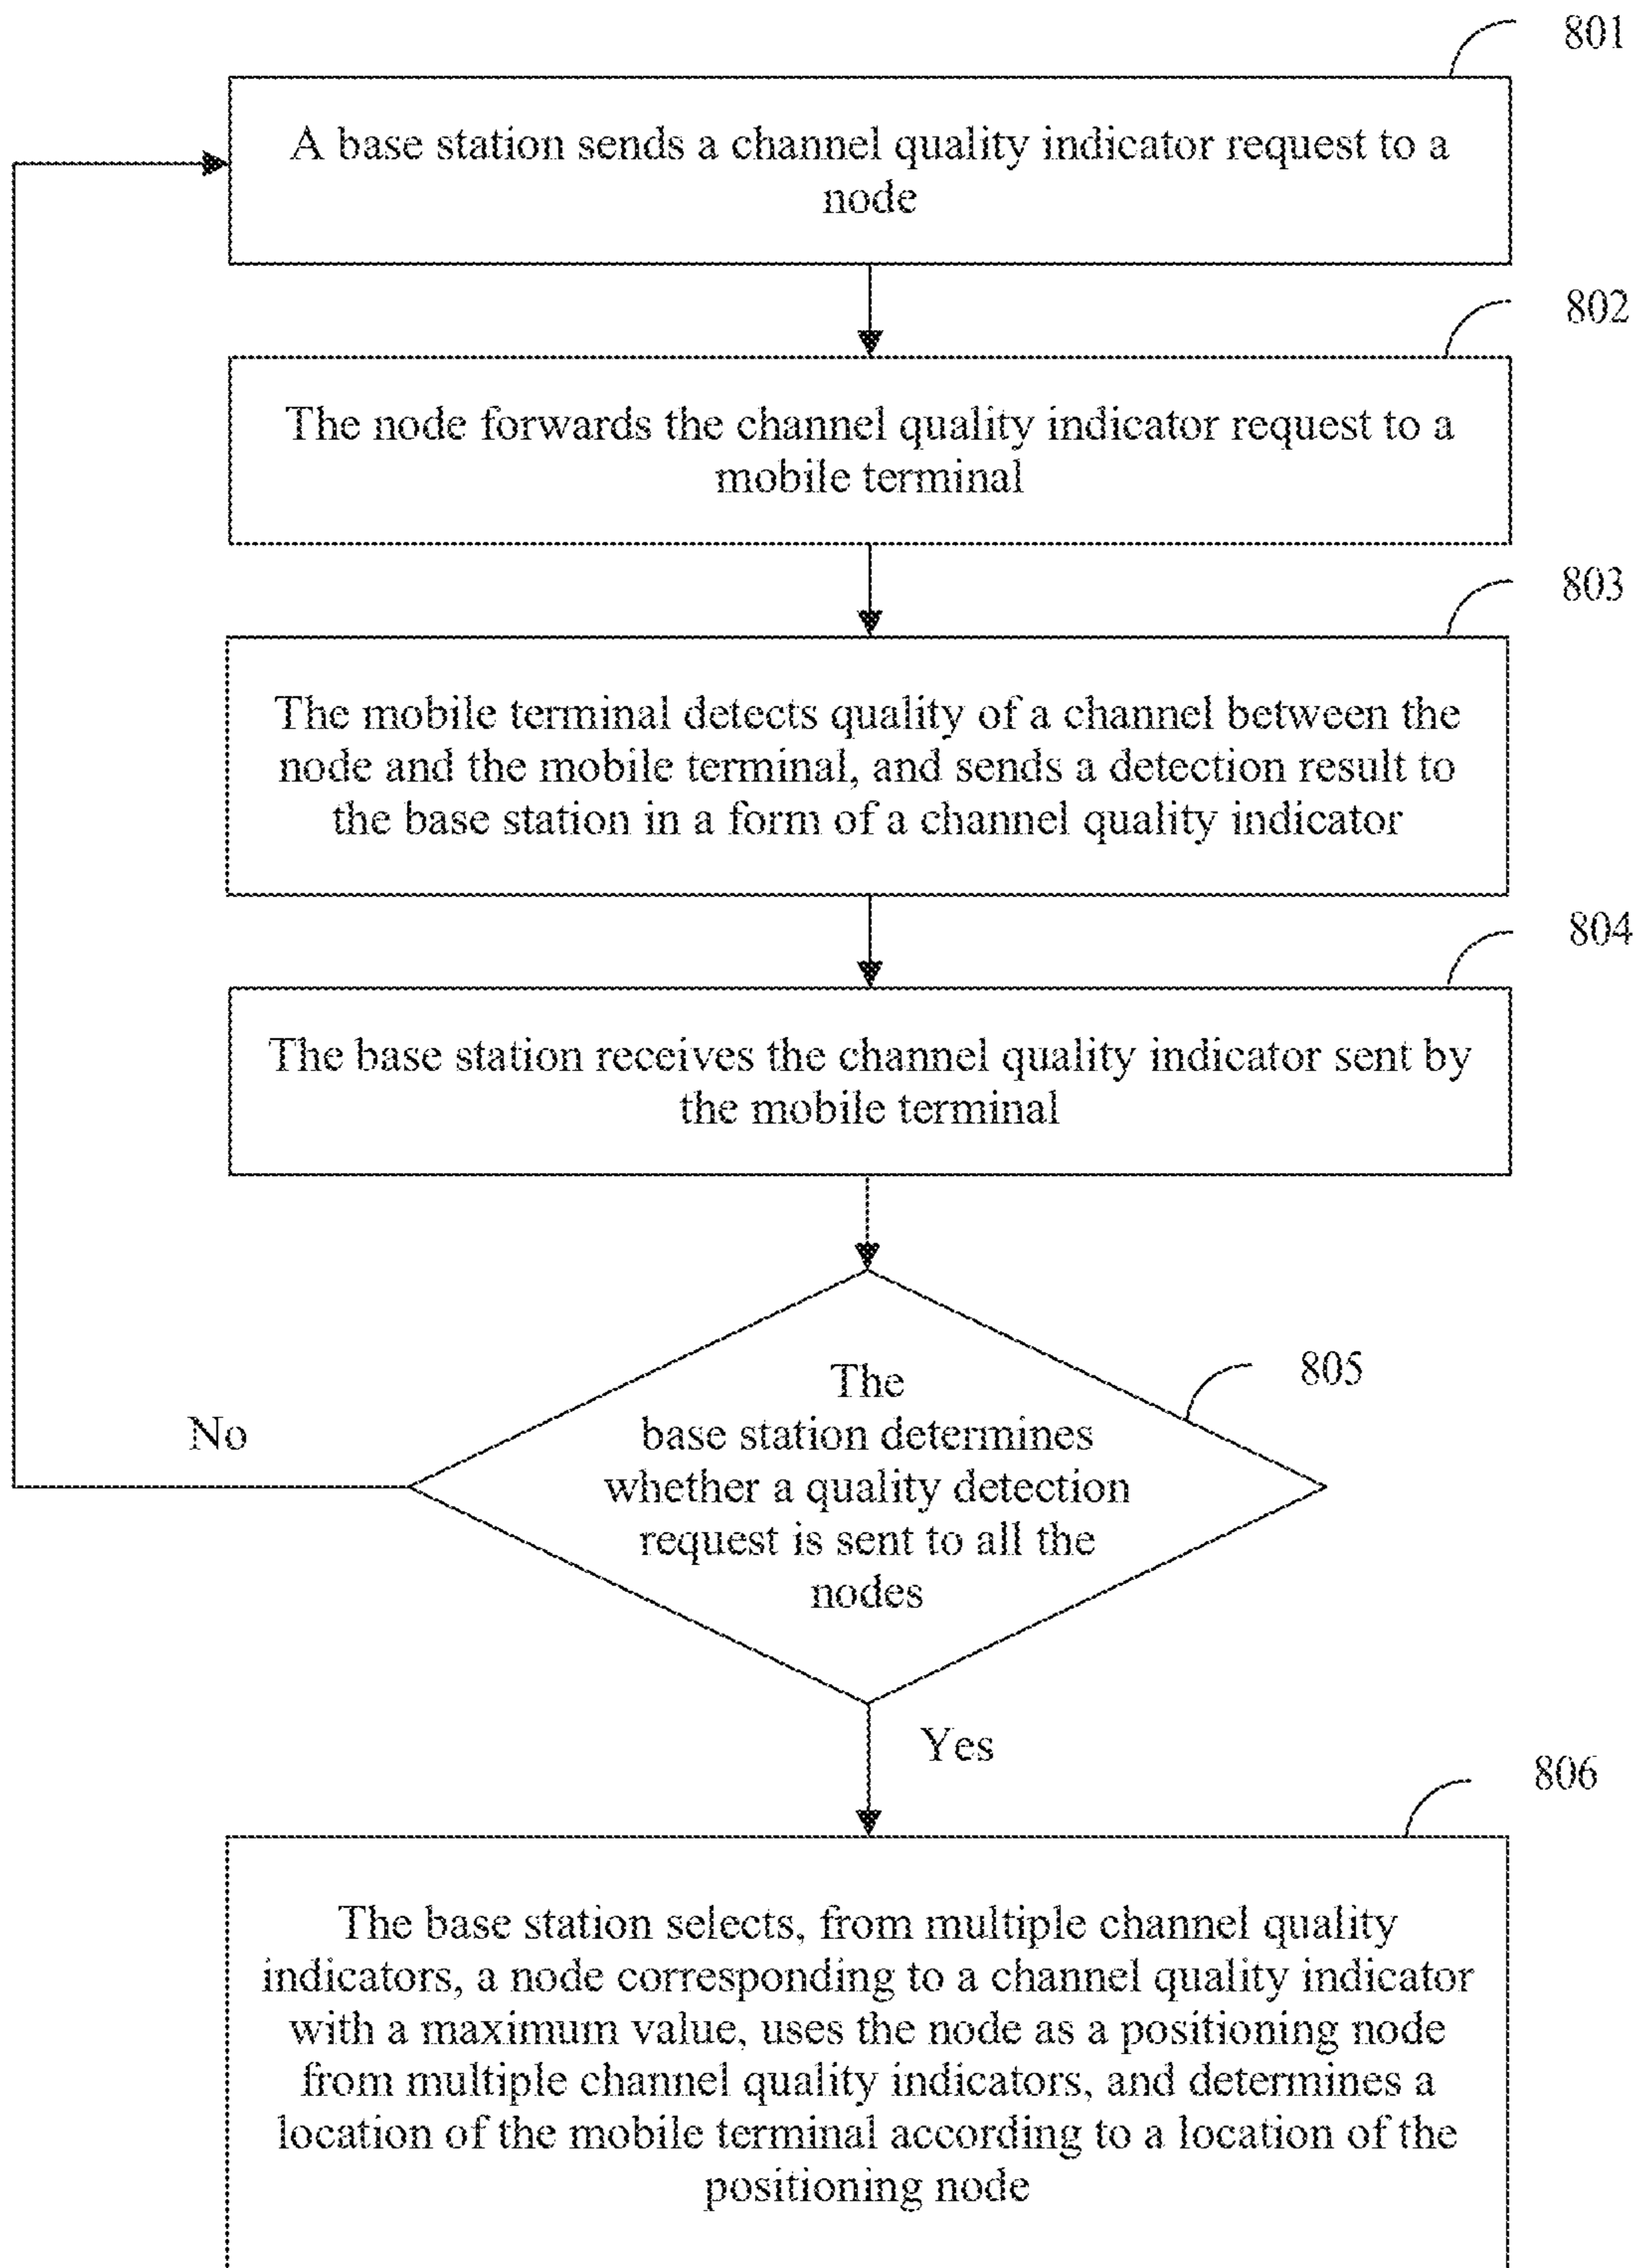 801
A base station sends a channel quality indicator request to a
node
802
The node forwards the channel quality indicator request to a
mobile terminal
803
The mobile terminal detects quality of a channel between the
node and the mobile terminal, and sends a detection result to
the base station in a form of a channel quality indicator
804
The base station receives the channel quality indicator sent by
the mobile terminal
805
The
base station determines
whether a quality detection
request is sent to all the
nodes
No
Yes
806
The base station selects, from multiple channel quality
indicators, a node corresponding to a channel quality indicator
with a maximum value, uses the node as a positioning node
from multiple channel quality indicators, and determines a
location of the mobile terminal according to a location of the
positioning node